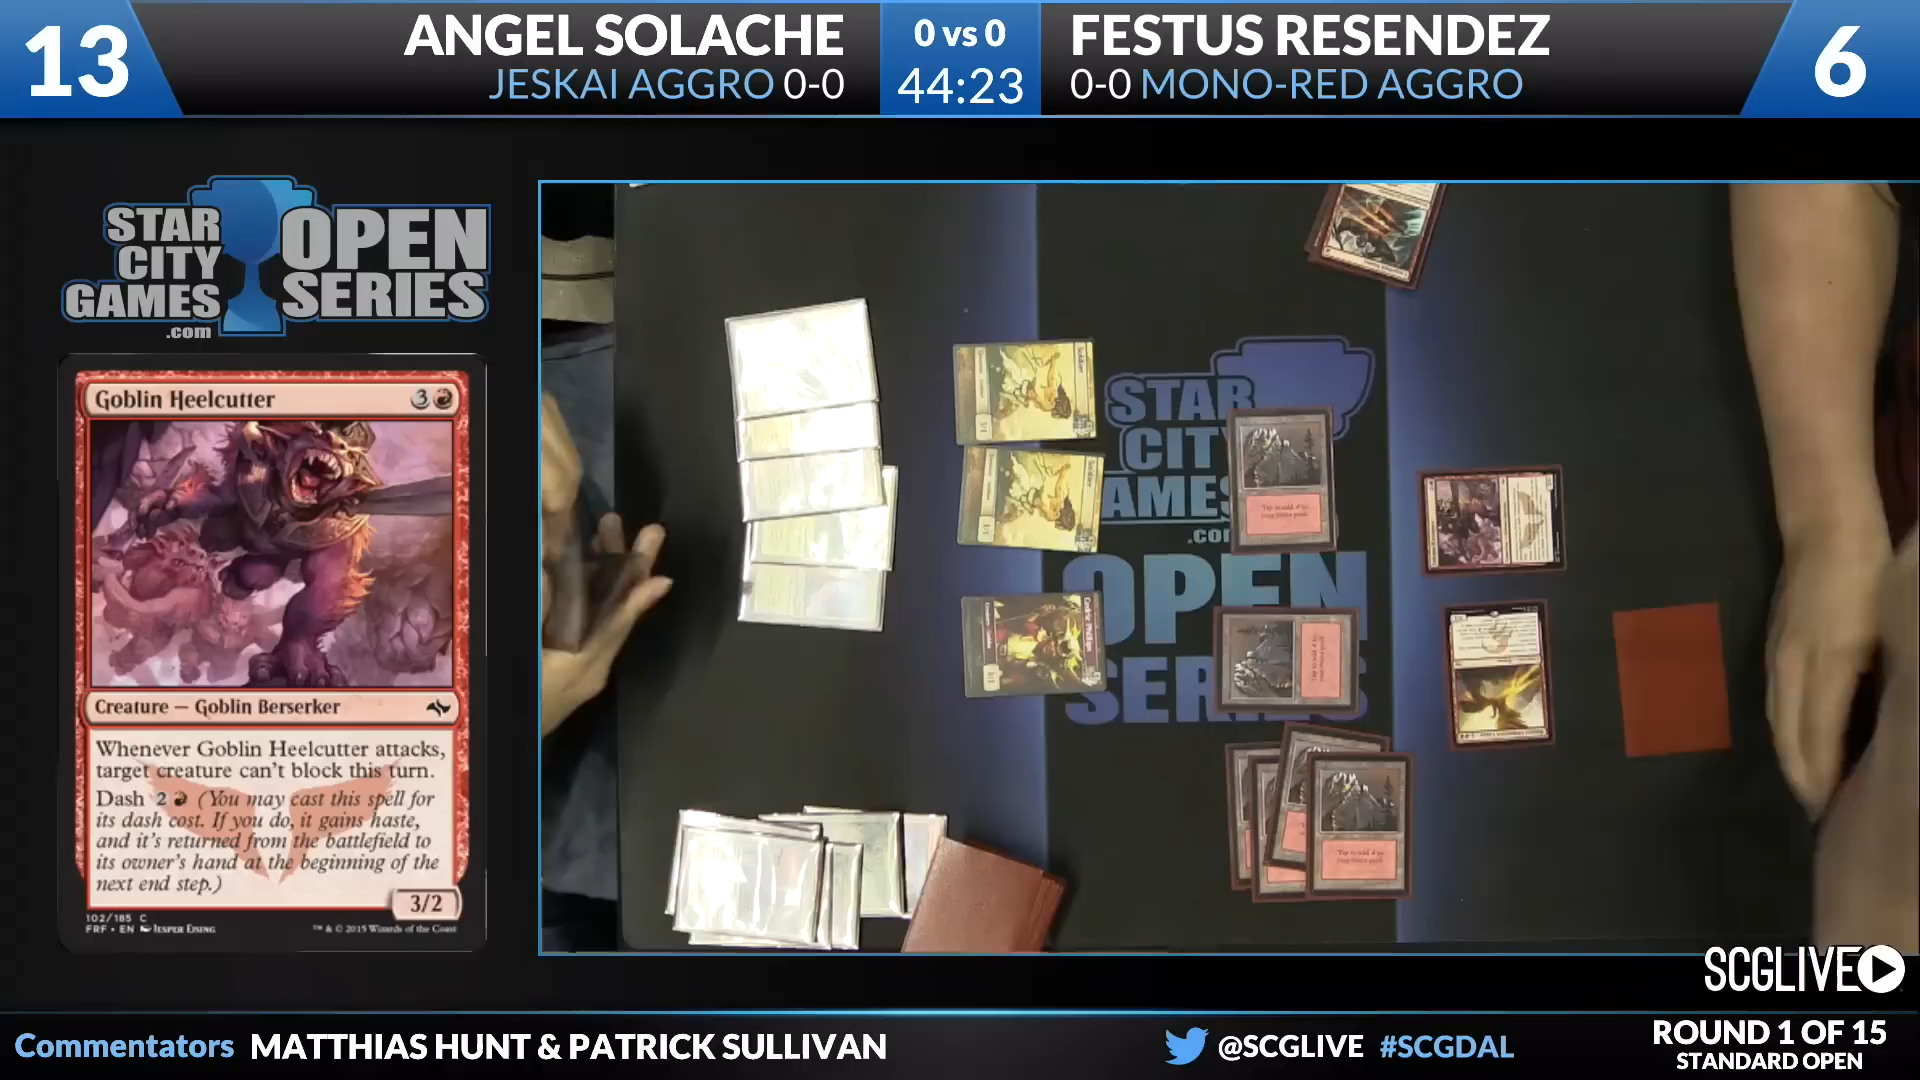 13
ANGEL SOLACHE
JESKAI AGGRO 0-0
0 vs 0
44:23
FESTUS RESENDEZ
0-0 MONO-RED AGGRO
6
STAR
CITY
GAMES
.com
OPEN
SERIES
Goblin Heelcutter 3
Creature — Goblin Berserker
Whenever Goblin Heelcutter attacks,
target creature can't block this turn.
Dash 2 (You may cast this spell for
its dash cost. If you do, it gains haste,
and it's returned from the battlefield to
its owner's hand at the beginning of the
next end step.)
3/2
102/185 C
FRF • EN JESPER EJSING
™ & © 2015 Wizards of the Coast
STAR
CITY
GAMES
.com
OPEN
SERIES
SCGLIVE
Commentators MATTHIAS HUNT & PATRICK SULLIVAN
@SCGLIVE #SCGDAL
ROUND 1 OF 15
STANDARD OPEN